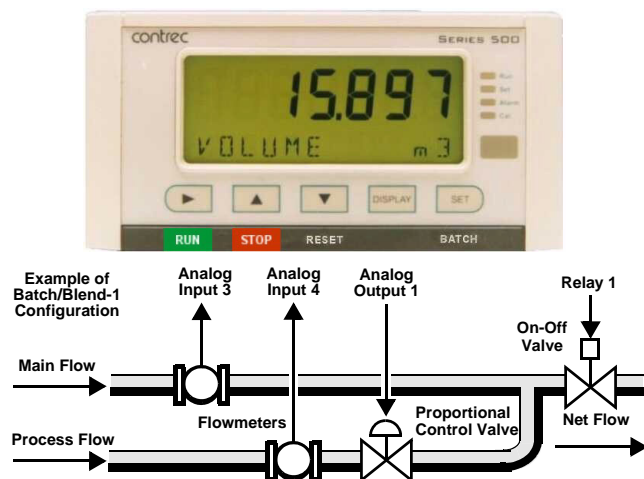 contrec
SERIES 500
15.897
VOLUME m3
Run
Set
Alarm
Cal
DISPLAY
SET
RUN
STOP
RESET
BATCH
Example of
Batch/Blend-1
Configuration
Analog
Input 3
Analog
Input 4
Analog
Output 1
Relay 1
On-Off
Valve
Main Flow
Flowmeters
Proportional
Control Valve
Net Flow
Process Flow